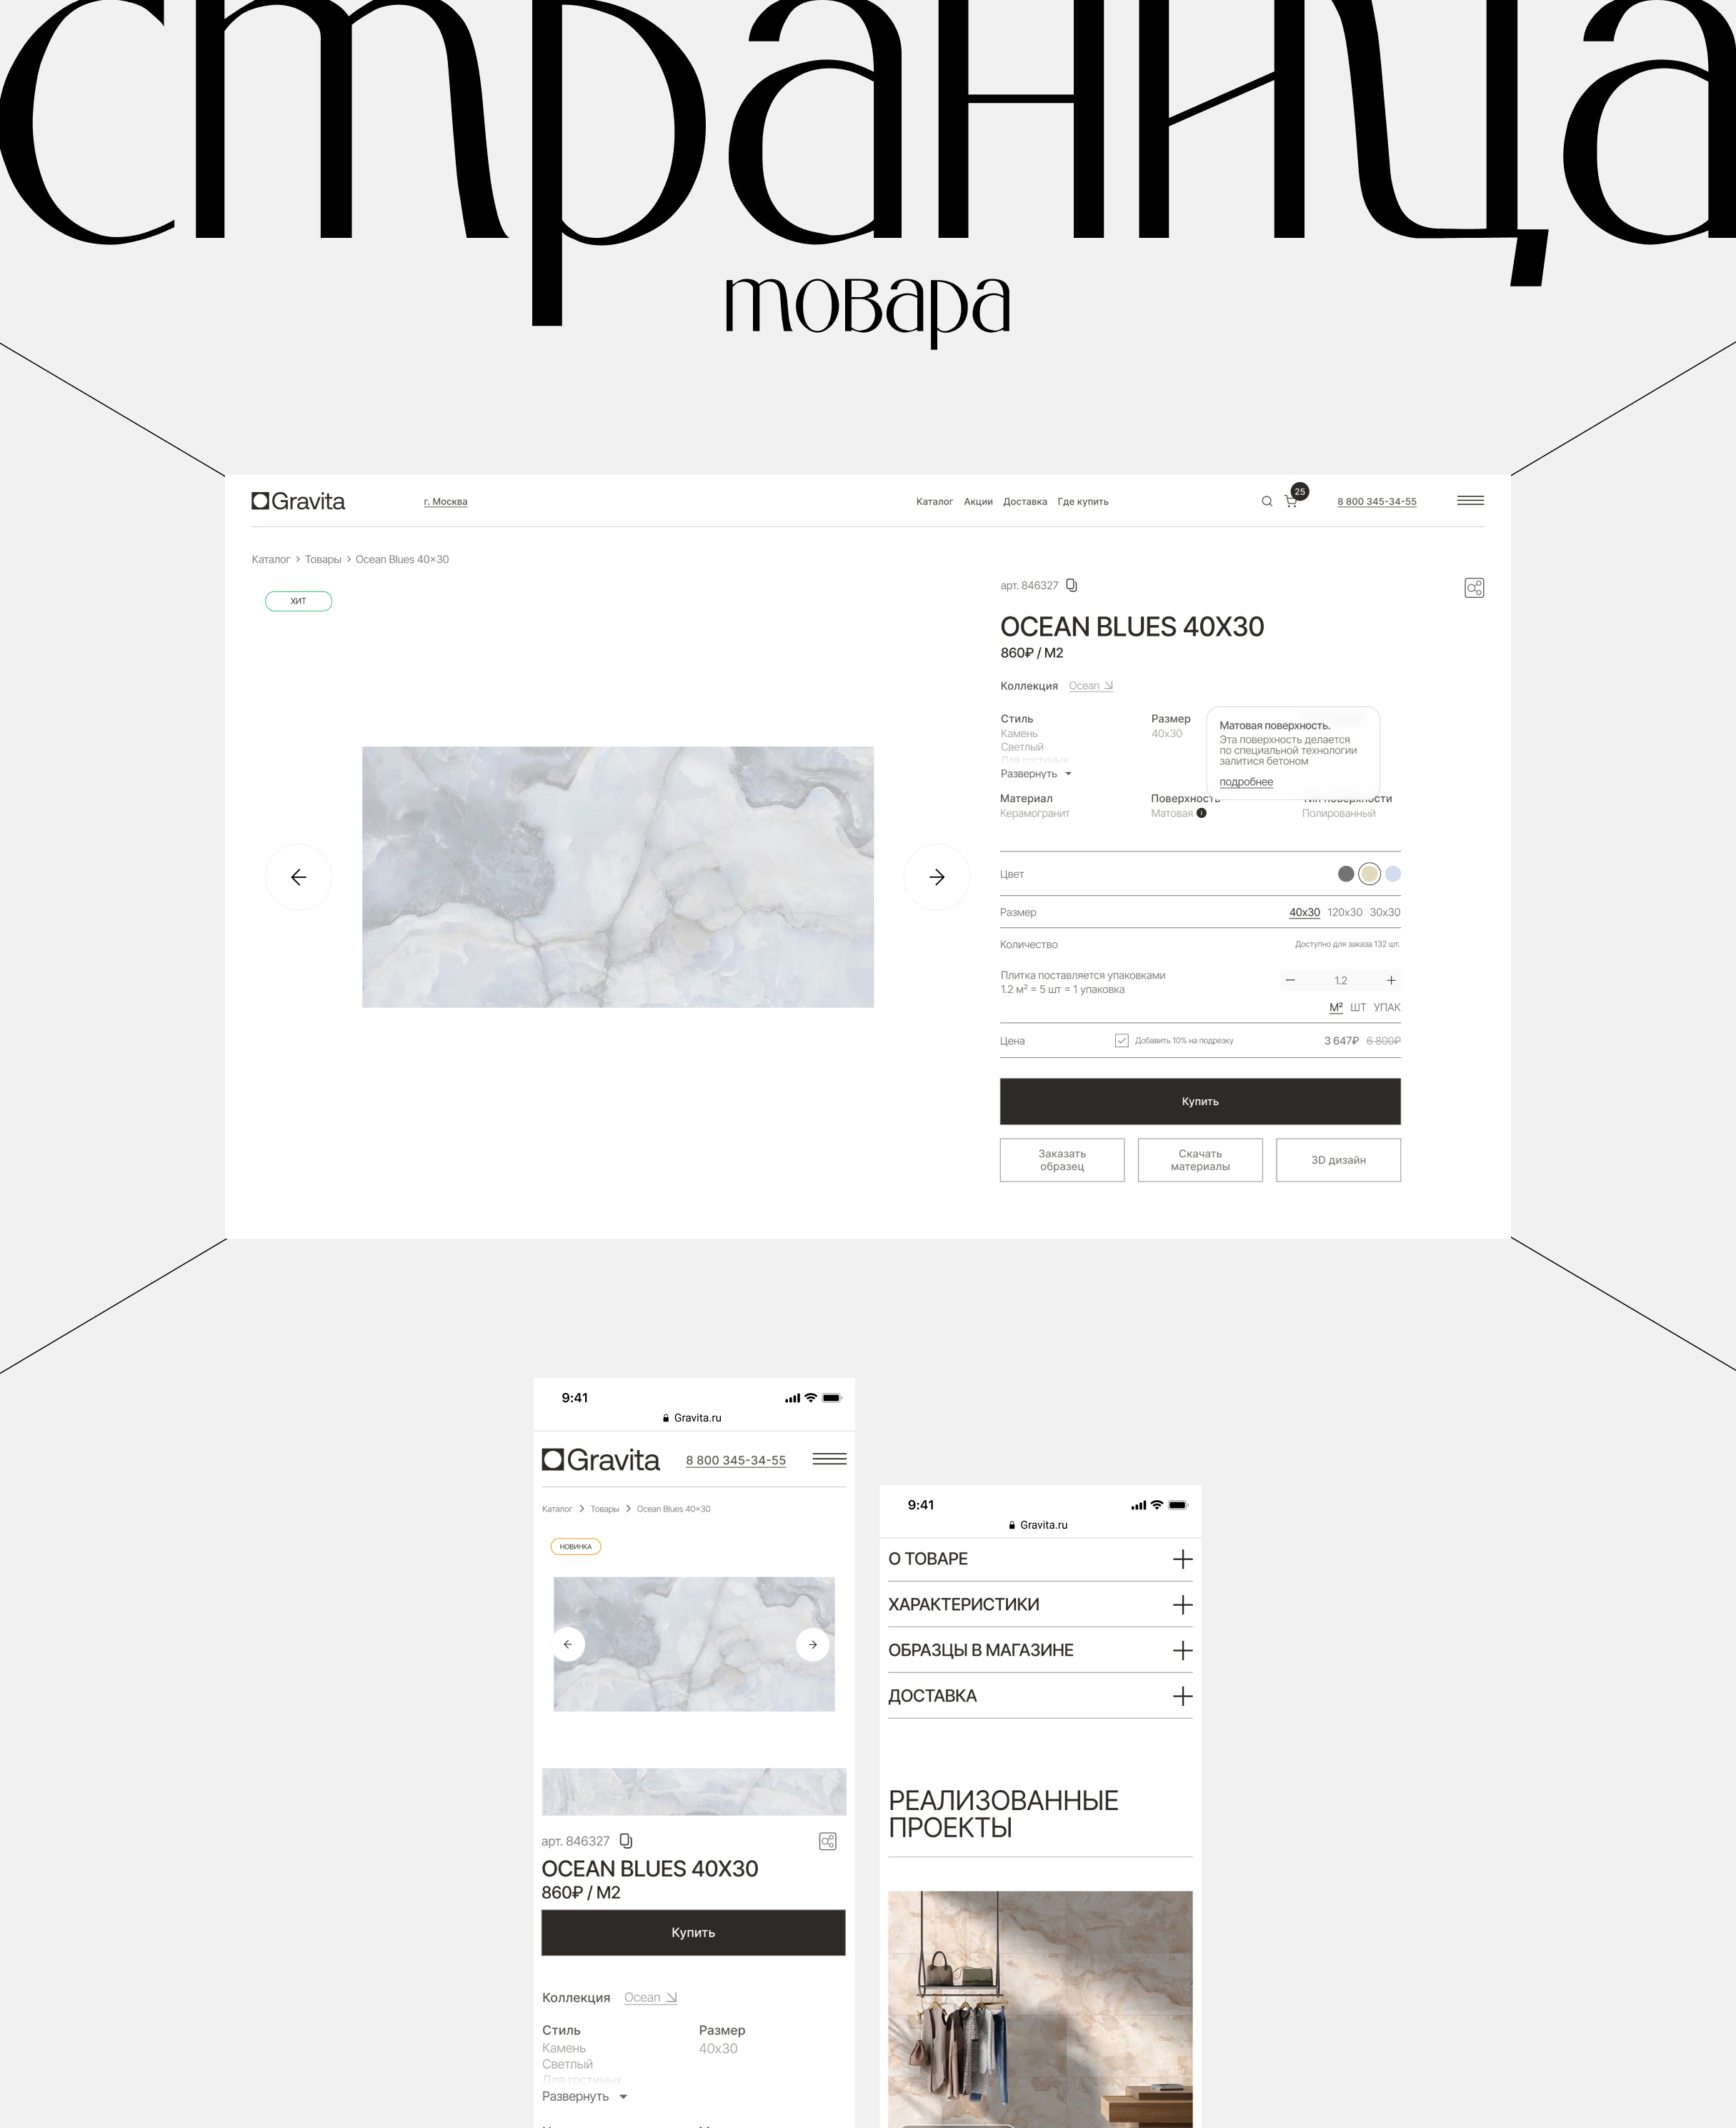 страница
товара
Gravita
г. Москва
Каталог Акции Доставка Где купить
25
8 800 345-34-55
Каталог > Товары > Ocean Blues 40×30
ХИТ
арт. 846327
OCEAN BLUES 40X30
860₽ / М2
Коллекция Ocean
Стиль
Камень
Светлый
Для гостиных
Развернуть
Размер
40x30
Матовая поверхность.
Эта поверхность делается
по специальной технологии
залитися бетоном
подробнее
Материал
Керамогранит
Поверхность
Матовая
Тип поверхности
Полированный
Цвет
Размер 40x30 120x30 30x30
Количество Доступно для заказа 132 шт.
Плитка поставляется упаковками
1.2 м² = 5 шт = 1 упаковка
1.2
М² ШТ УПАК
Цена Добавить 10% на подрезку 3 647₽ 6 800₽
Купить
Заказать
образец
Скачать
материалы
3D дизайн
9:41
Gravita.ru
Gravita 8 800 345-34-55
Каталог > Товары > Ocean Blues 40×30
НОВИНКА
арт. 846327
OCEAN BLUES 40X30
860₽ / М2
Купить
Коллекция Ocean
Стиль
Камень
Светлый
Для гостиных
Развернуть
Размер
40x30
9:41
Gravita.ru
О ТОВАРЕ
ХАРАКТЕРИСТИКИ
ОБРАЗЦЫ В МАГАЗИНЕ
ДОСТАВКА
РЕАЛИЗОВАННЫЕ
ПРОЕКТЫ